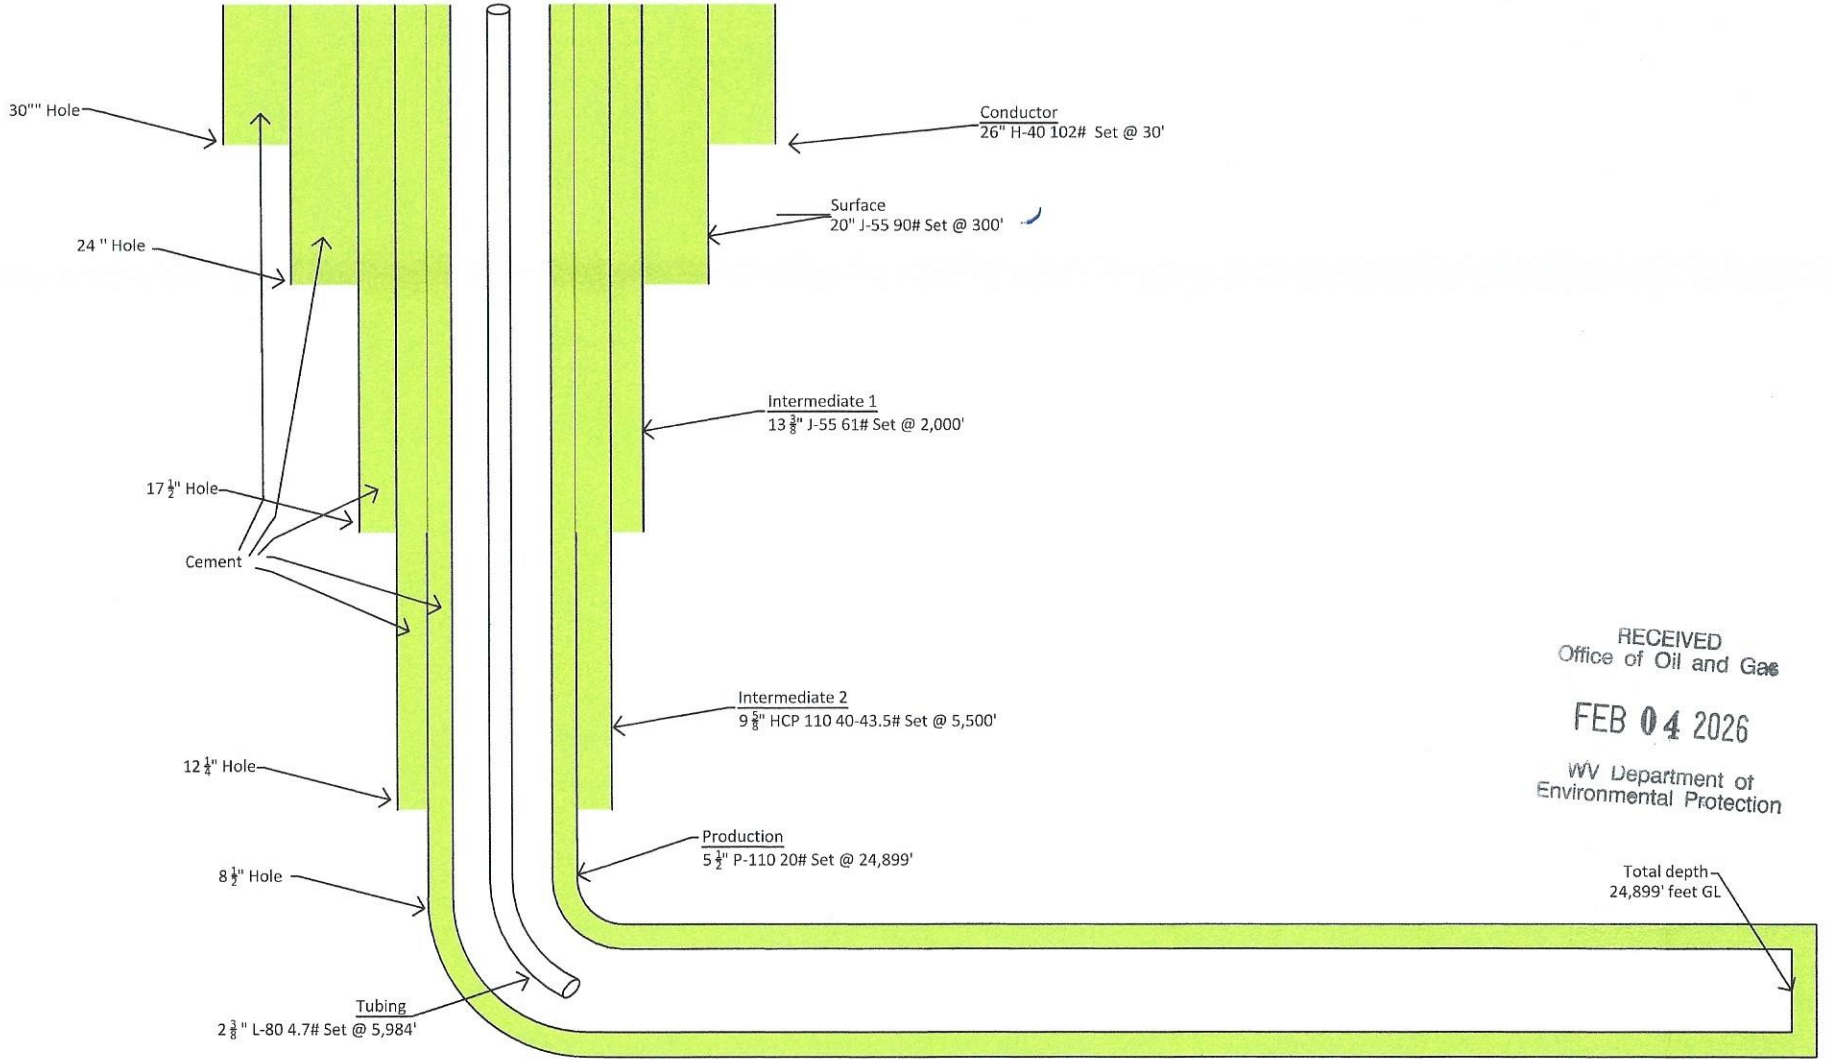 30"" Hole
Conductor
26" H-40 102# Set @ 30'
Surface
20" J-55 90# Set @ 300'
24 " Hole
Intermediate 1
13 3/8" J-55 61# Set @ 2,000'
17 1/2" Hole
Cement
RECEIVED
Office of Oil and Gas
FEB 04 2026
WV Department of
Environmental Protection
Intermediate 2
9 5/8" HCP 110 40-43.5# Set @ 5,500'
12 1/4" Hole
Production
5 1/2" P-110 20# Set @ 24,899'
8 1/2" Hole
Total depth
24,899' feet GL
Tubing
2 3/8 " L-80 4.7# Set @ 5,984'